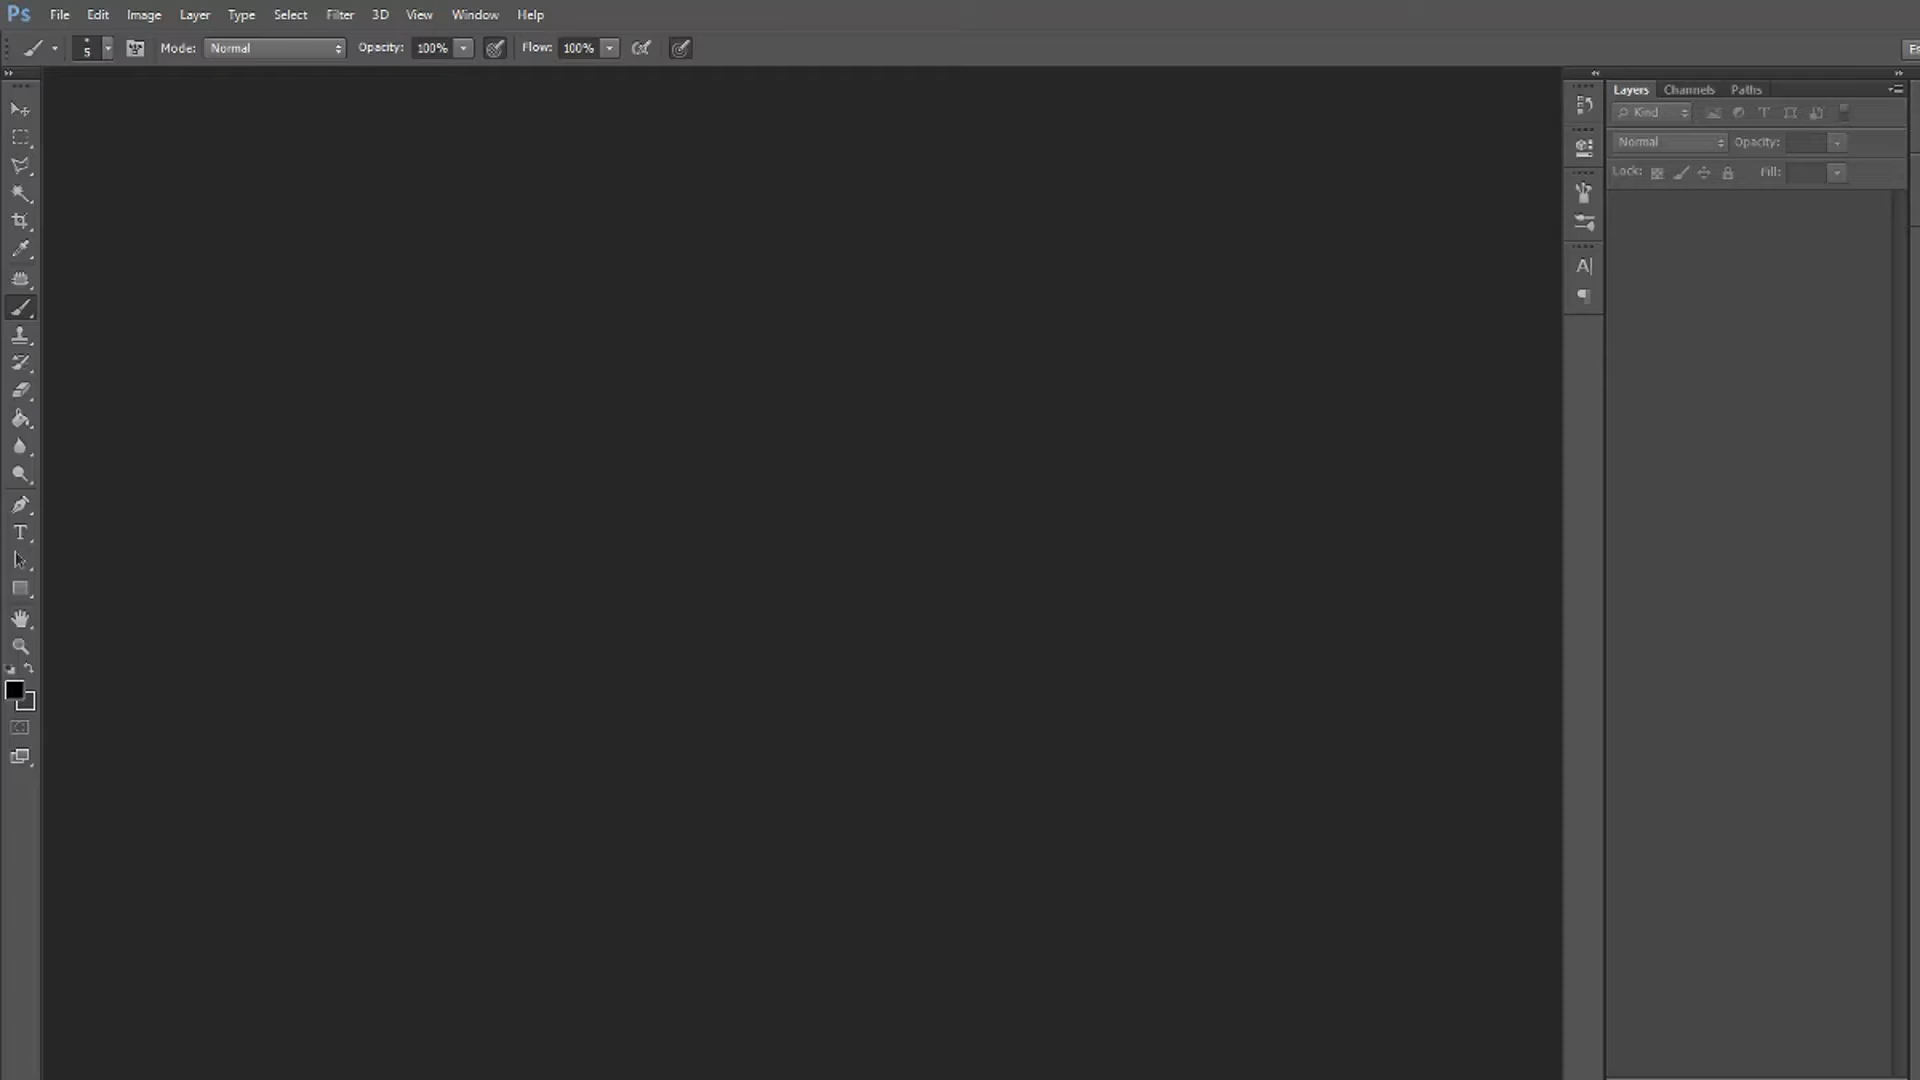 Ps File Edit Image Layer Type Select Filter 3D View Window Help
5 Mode: Normal Opacity: 100% Flow: 100%
Layers Channels Paths
Kind
Normal Opacity:
Lock: Fill: